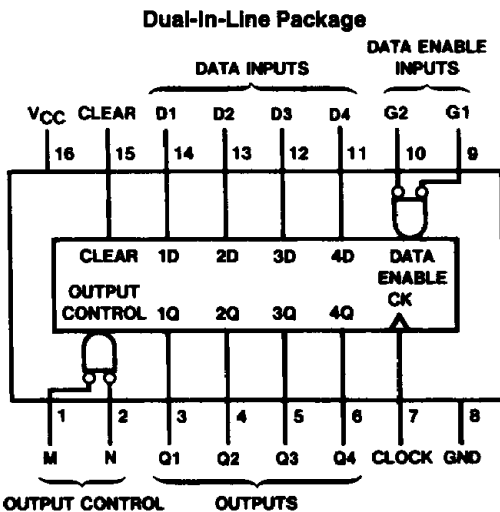 Dual-In-Line Package
DATA ENABLE
DATA INPUTS INPUTS
VCC CLEAR D1 D2 D3 D4 G2 G1
16 15 14 13 12 11 10 9
CLEAR 1D 2D 3D 4D DATA
ENABLE
OUTPUT CK
CONTROL 1Q 2Q 3Q 4Q
1 2 3 4 5 6 7 8
M N Q1 Q2 Q3 Q4 CLOCK GND
OUTPUT CONTROL OUTPUTS